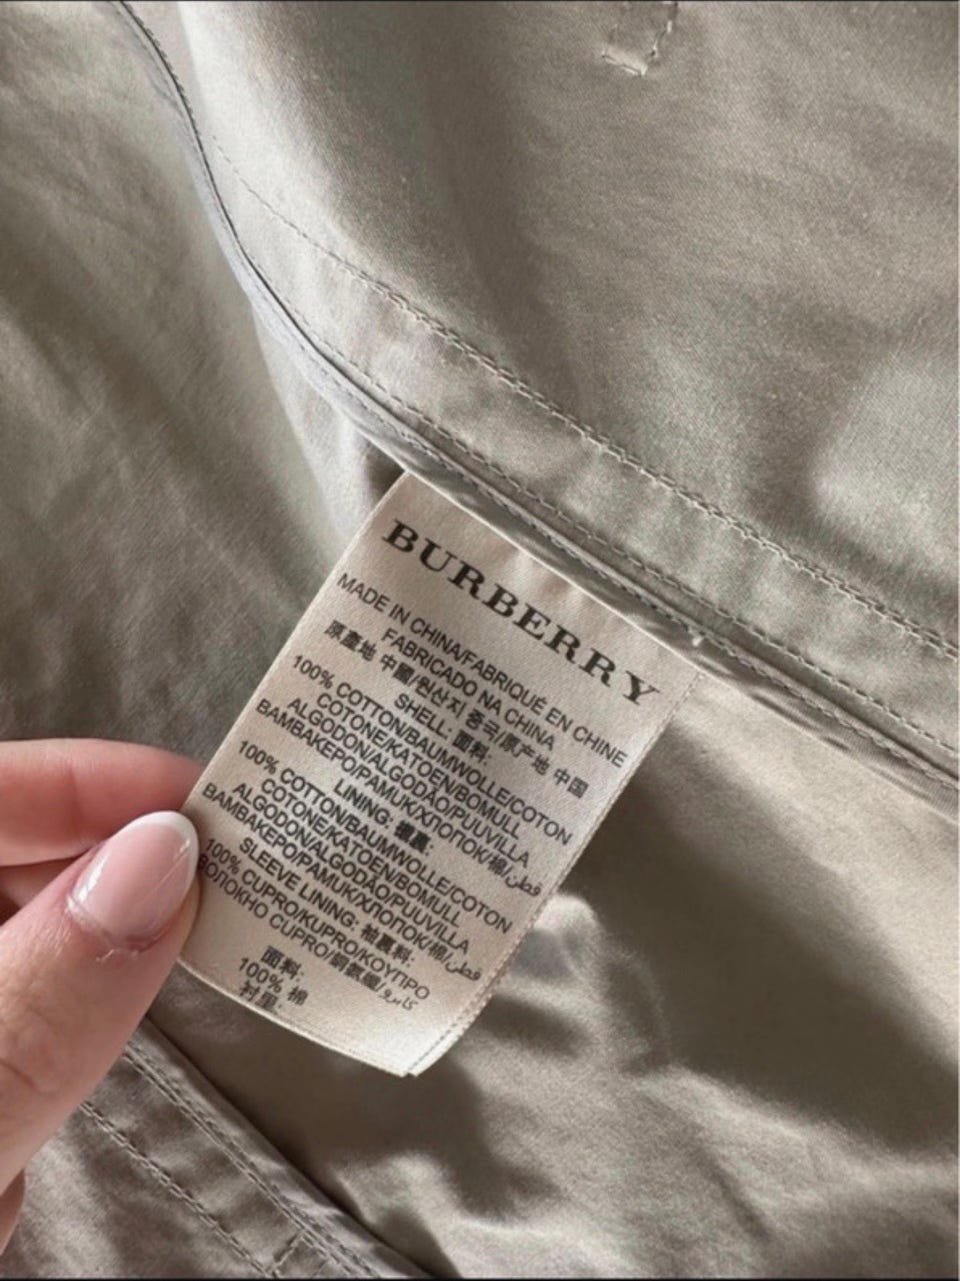 BURBERRY
MADE IN CHINA/FABRIQUÉ EN CHINE
FABRICADO NA CHINA
原產地 中國/원산지 중국/原产地 中国
SHELL: 面料:
100% COTTON/BAUMWOLLE/COTON
COTONE/KATOEN/BOMULL
ALGODON/ALGODÃO/PUUVILLA
BAMBAKEPO/PAMUK/ХЛОПОК/棉/قطن
LINING: 裡裏:
100% COTTON/BAUMWOLLE/COTON
COTONE/KATOEN/BOMULL
ALGODON/ALGODÃO/PUUVILLA
BAMBAKEPO/PAMUK/ХЛОПОК/棉/قطن
SLEEVE LINING: 袖裏料:
100% CUPRO/KUPRO/ΚΟΥΠΡΟ
ВОЛОКНО CUPRO/銅氨纖/كابرو
面料:
100% 棉
衬里: